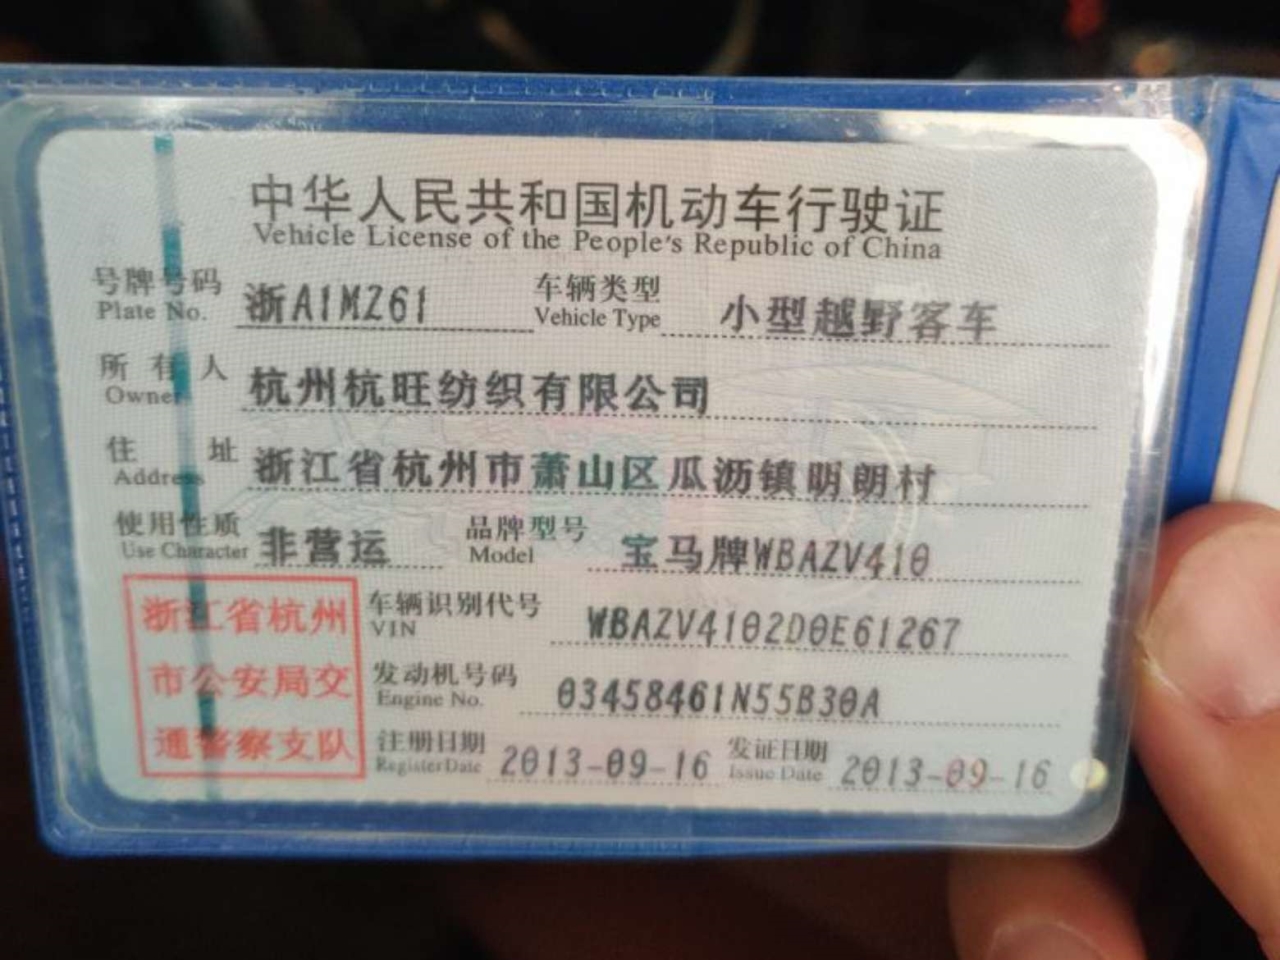 中华人民共和国机动车行驶证
Vehicle License of the People's Republic of China
号牌号码 浙A1MZ61 车辆类型 小型越野客车
Plate No. Vehicle Type
所有人 杭州杭旺纺织有限公司
Owner
住址 浙江省杭州市萧山区瓜沥镇明朗村
Address
使用性质 非营运 品牌型号 宝马牌WBAZV410
Use Character Model
浙江省杭州
市公安局交
通警察支队
车辆识别代号 WBAZV4102D0E61267
VIN
发动机号码 03458461N55B30A
Engine No.
注册日期 2013-09-16 发证日期 2013-09-16
Register Date Issue Date